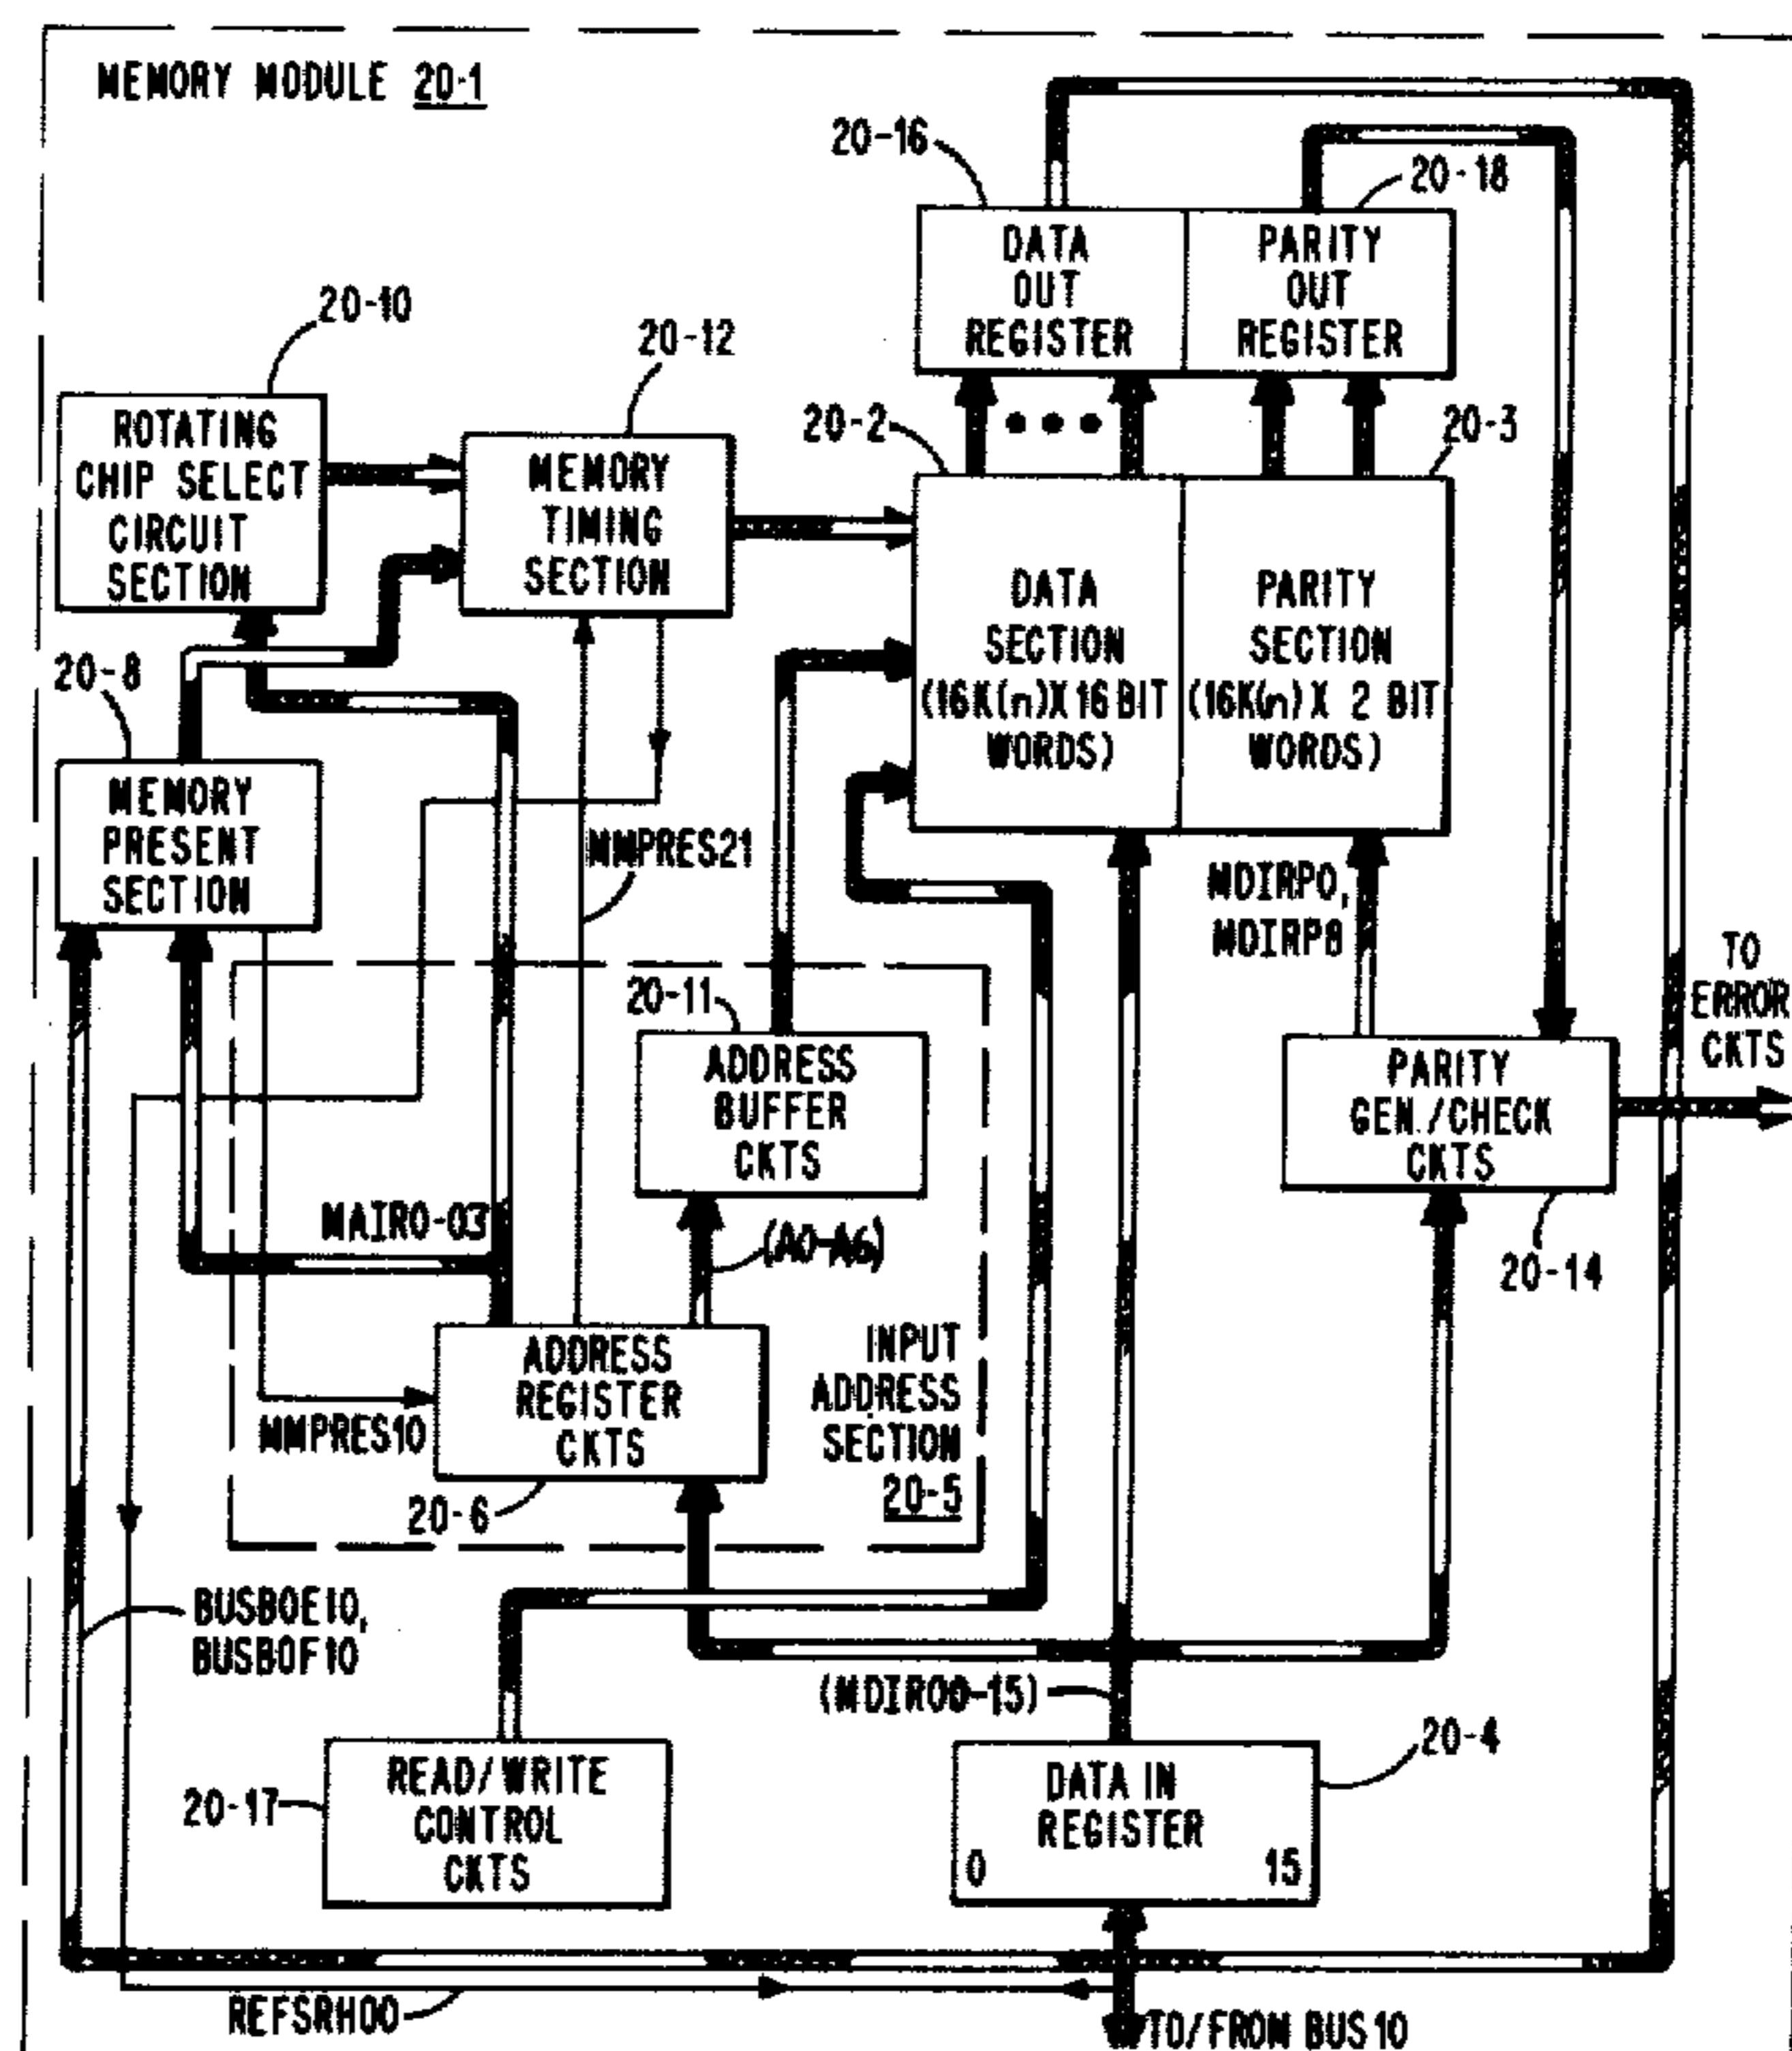 MEMORY MODULE 20-1
20-16
20-18
DATA
OUT
REGISTER
PARITY
OUT
REGISTER
20-10
20-12
20-2
20-3
ROTATING
CHIP SELECT
CIRCUIT
SECTION
MEMORY
TIMING
SECTION
DATA
SECTION
(16K(n)X16 BIT
WORDS)
PARITY
SECTION
(16K(n)X 2 BIT
WORDS)
20-8
MEMORY
PRESENT
SECTION
MMPRES21
MDIRP0,
MDIRP8
TO
ERROR
CKTS
20-11
ADDRESS
BUFFER
CKTS
PARITY
GEN./CHECK
CKTS
20-14
MAIR0-03
(A0-A6)
ADDRESS
REGISTER
CKTS
MMPRES10
20-6
INPUT
ADDRESS
SECTION
20-5
BUSB0E10,
BUSB0F10
(MDIR00-15)
20-4
READ/WRITE
CONTROL
CKTS
20-17
DATA IN
REGISTER
0 15
REFSRH00
TO/FROM BUS 10